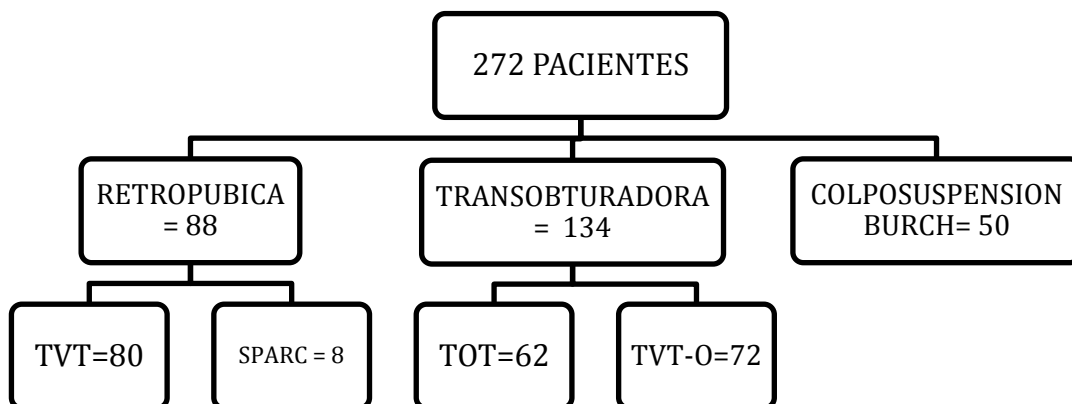 272 PACIENTES
RETROPUBICA
= 88
TRANSOBTURADORA
= 134
COLPOSUSPENSION
BURCH= 50
TVT=80
SPARC = 8
TOT=62
TVT-O=72